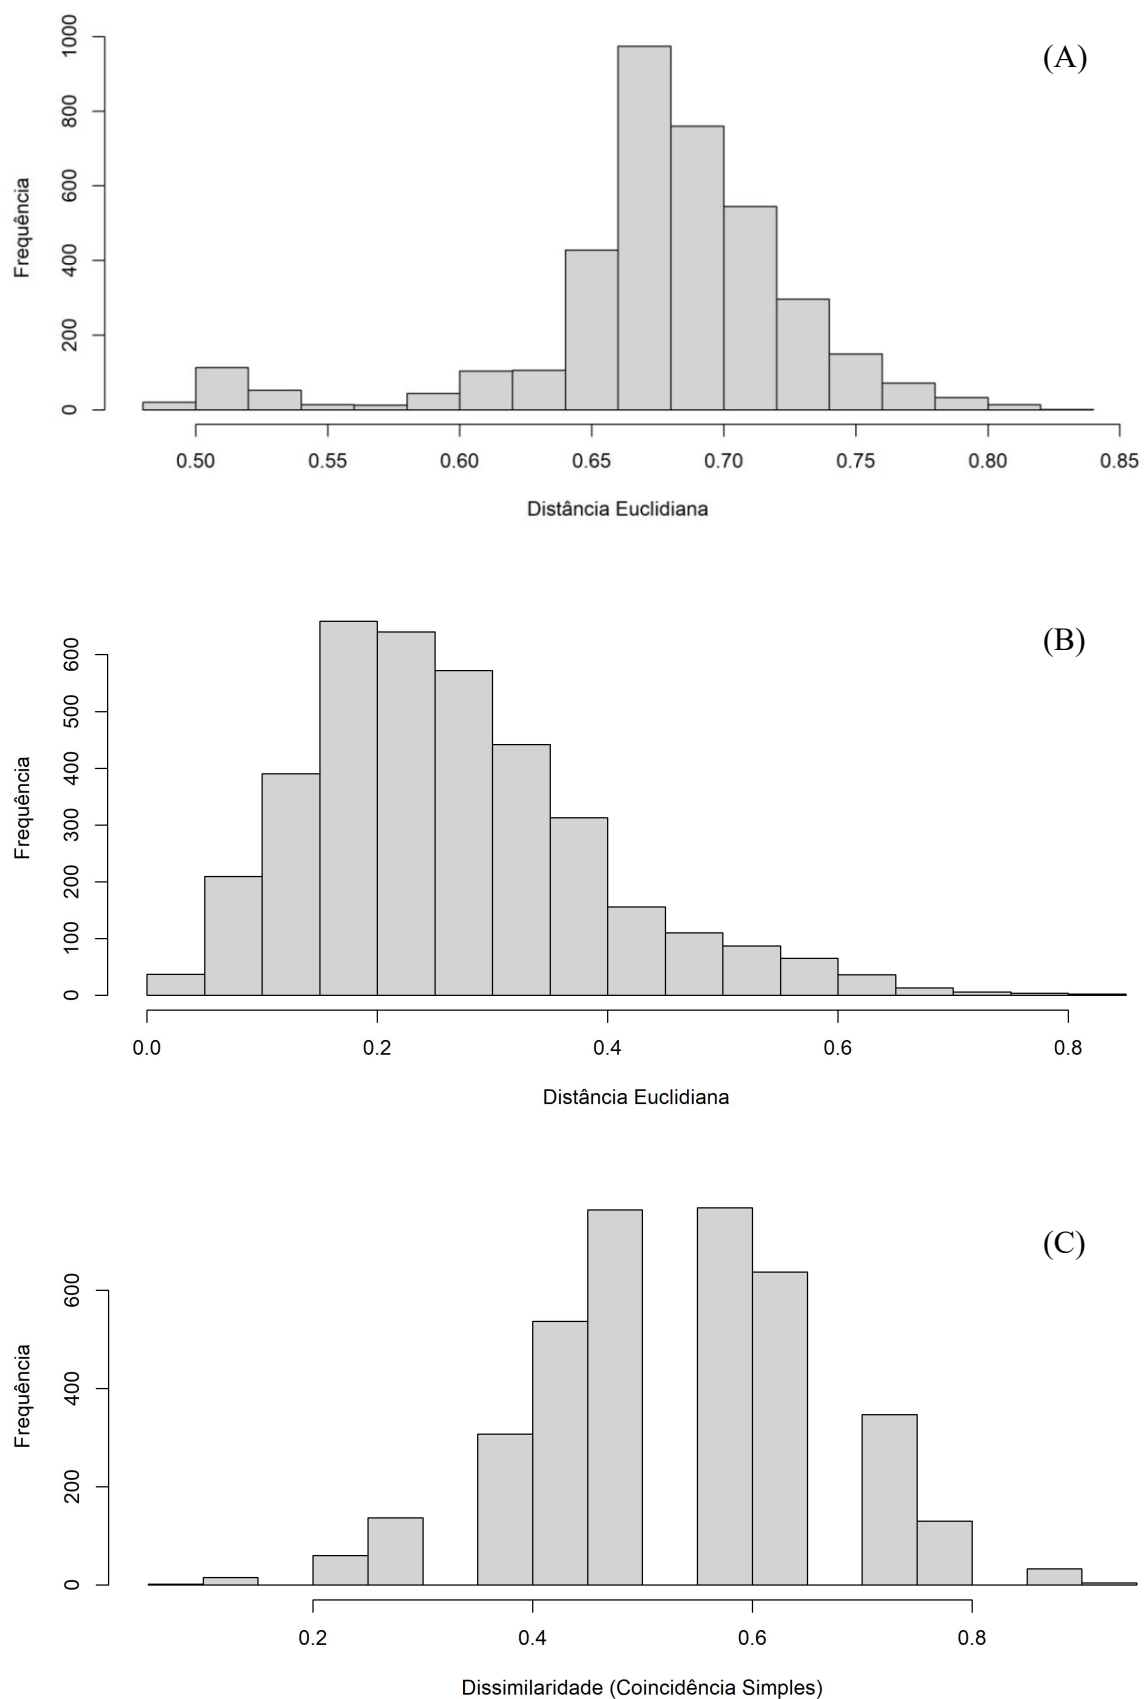 (A)
1000
800
600
400
200
0
Frequência
0.50 0.55 0.60 0.65 0.70 0.75 0.80 0.85
Distância Euclidiana
(B)
600
500
400
300
200
100
0
Frequência
0.0 0.2 0.4 0.6 0.8
Distância Euclidiana
(C)
600
400
200
0
Frequência
0.2 0.4 0.6 0.8
Dissimilaridade (Coincidência Simples)